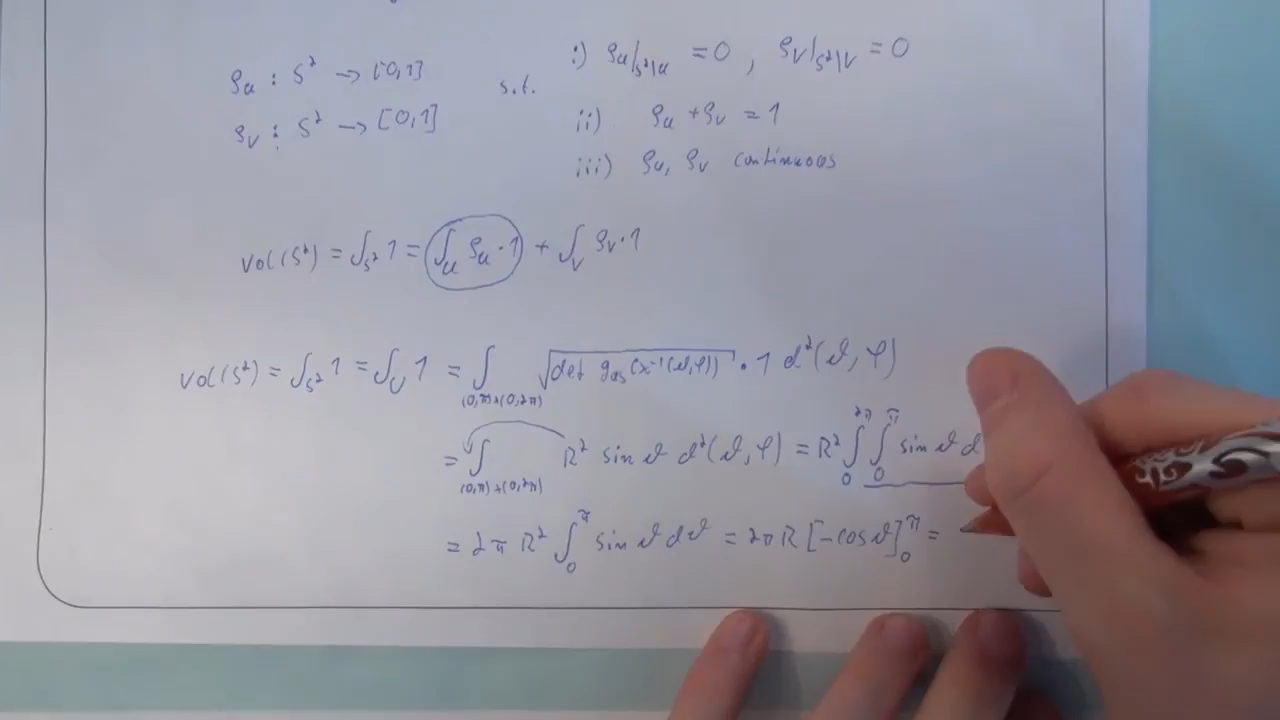 ρ_U : S² → [0,1]
ρ_V : S² → [0,1]
s.t.
i) ρ_U|_{S²\U} = 0 , ρ_V|_{S²\V} = 0
ii) ρ_U + ρ_V = 1
iii) ρ_U, ρ_V continuous
vol(S²) = ∫_{S²} 1 = ∫_U ρ_U · 1 + ∫_V ρ_V · 1
vol(S²) = ∫_{S²} 1 = ∫_U 1 = ∫_{(0,π)×(0,2π)} √(det g_{ab}(x⁻¹(ϑ,φ))) · 1 d²(ϑ,φ)
= ∫_{(0,π)×(0,2π)} R² sin ϑ d²(ϑ,φ) = R² ∫_0^{2π} ∫_0^π sin ϑ d
= 2π R² ∫_0^π sin ϑ dϑ = 2π R [-cos ϑ]_0^π =